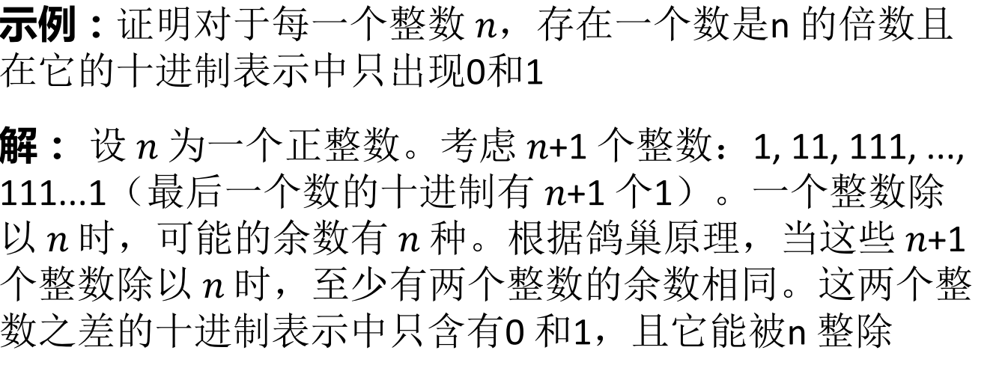 示例：证明对于每一个整数 n，存在一个数是n 的倍数且
在它的十进制表示中只出现0和1
解： 设 n 为一个正整数。考虑 n+1 个整数：1, 11, 111, ...,
111...1（最后一个数的十进制有 n+1 个1）。一个整数除
以 n 时，可能的余数有 n 种。根据鸽巢原理，当这些 n+1
个整数除以 n 时，至少有两个整数的余数相同。这两个整
数之差的十进制表示中只含有0 和1，且它能被n 整除